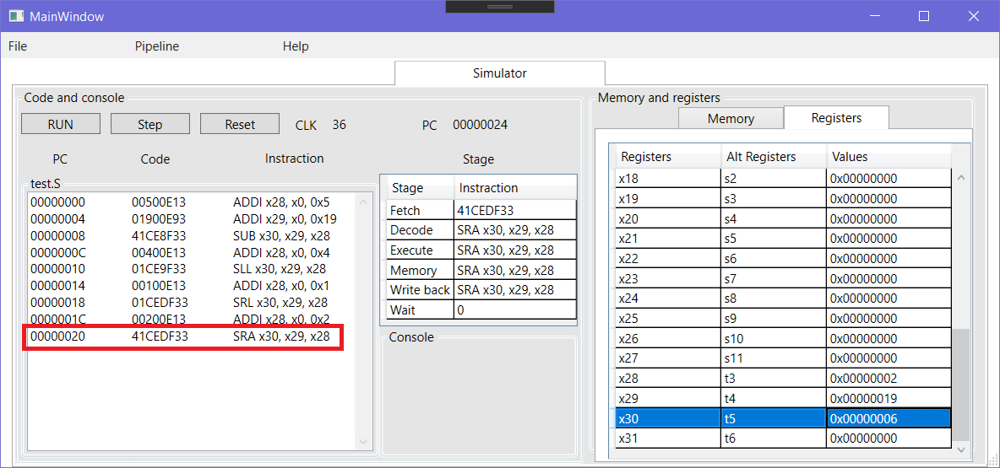 MainWindow
File Pipeline Help
Simulator
Code and console
RUN Step Reset CLK 36 PC 00000024
PC Code Instraction Stage
test.S
00000000 00500E13 ADDI x28, x0, 0x5
00000004 01900E93 ADDI x29, x0, 0x19
00000008 41CE8F33 SUB x30, x29, x28
0000000C 00400E13 ADDI x28, x0, 0x4
00000010 01CE9F33 SLL x30, x29, x28
00000014 00100E13 ADDI x28, x0, 0x1
00000018 01CEDF33 SRL x30, x29, x28
0000001C 00200E13 ADDI x28, x0, 0x2
00000020 41CEDF33 SRA x30, x29, x28
Stage Instraction
Fetch 41CEDF33
Decode SRA x30, x29, x28
Execute SRA x30, x29, x28
Memory SRA x30, x29, x28
Write back SRA x30, x29, x28
Wait 0
Console
Memory and registers
Memory Registers
Registers Alt Registers Values
x18 s2 0x00000000
x19 s3 0x00000000
x20 s4 0x00000000
x21 s5 0x00000000
x22 s6 0x00000000
x23 s7 0x00000000
x24 s8 0x00000000
x25 s9 0x00000000
x26 s10 0x00000000
x27 s11 0x00000000
x28 t3 0x00000002
x29 t4 0x00000019
x30 t5 0x00000006
x31 t6 0x00000000